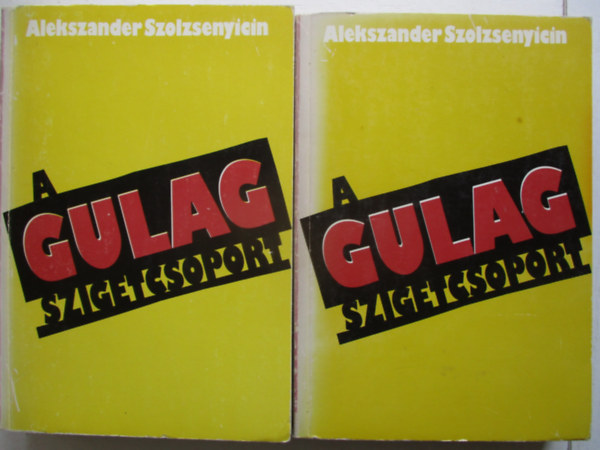 Alekszander Szolzsenyicin
A
GULAG
SZIGETCSOPORT
Alekszander Szolzsenyicin
A
GULAG
SZIGETCSOPORT